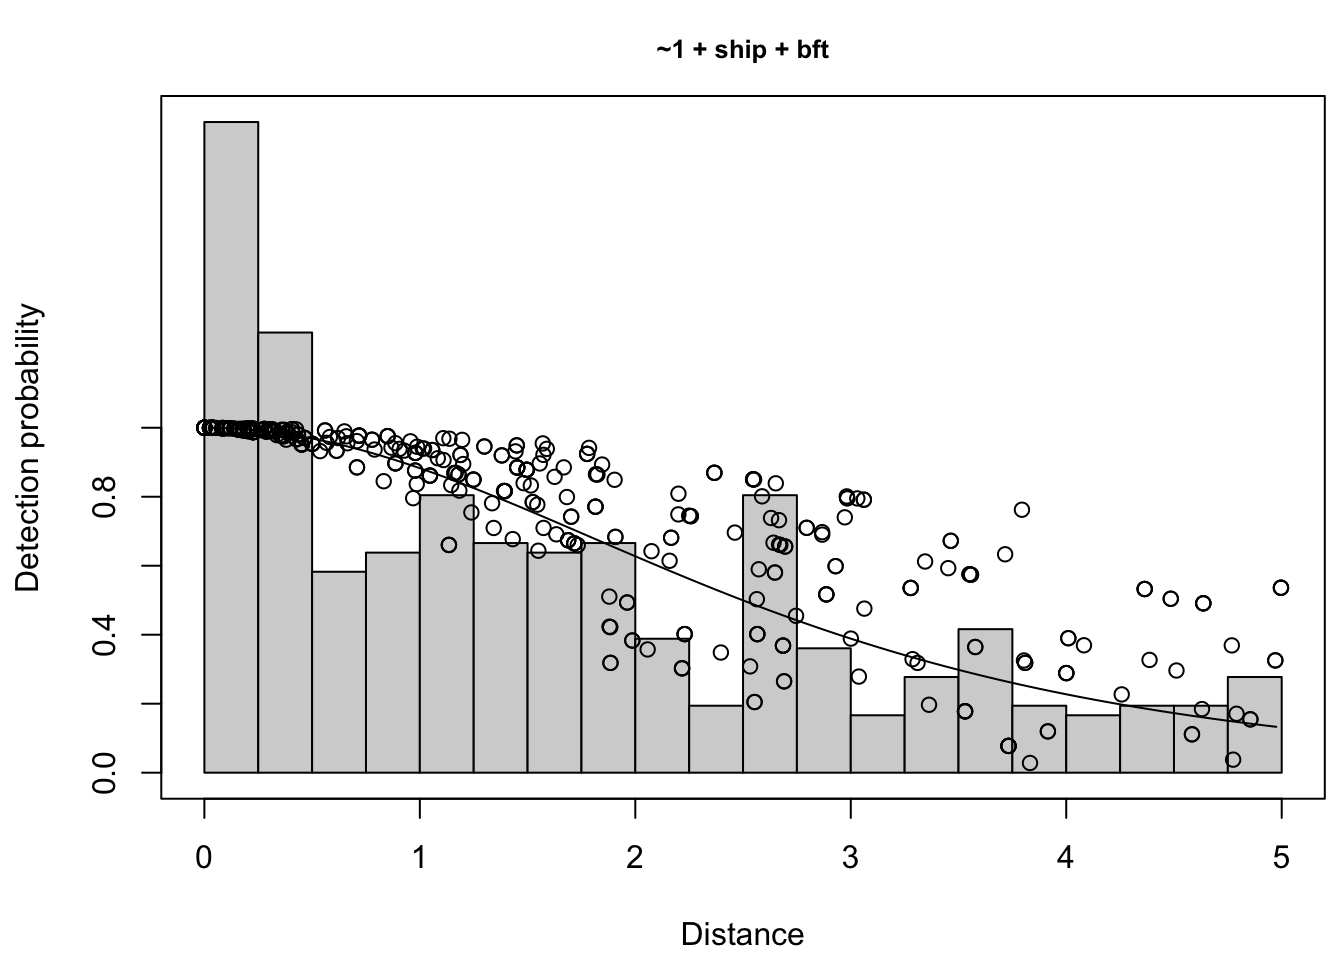 ~1 + ship + bft
Detection probability
0.8
0.4
0.0
0 1 2 3 4 5
Distance